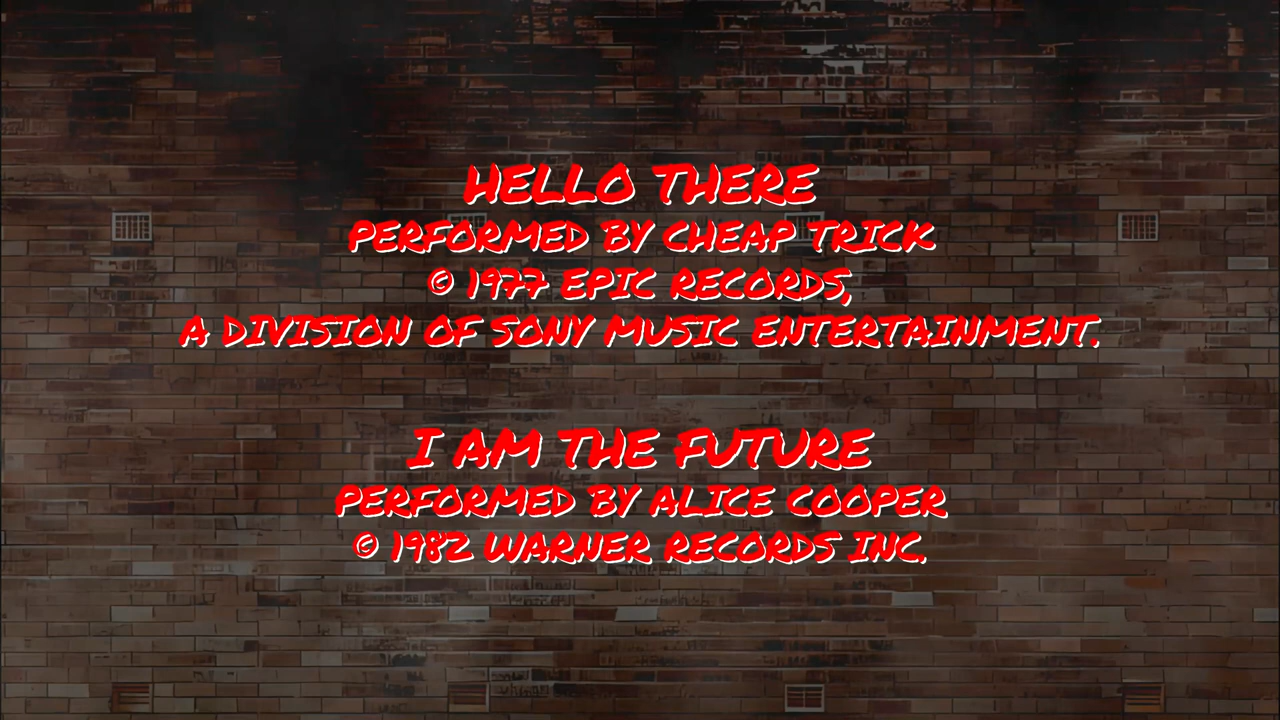 HELLO THERE
PERFORMED BY CHEAP TRICK
© 1977 EPIC RECORDS,
A DIVISION OF SONY MUSIC ENTERTAINMENT.
I AM THE FUTURE
PERFORMED BY ALICE COOPER
© 1982 WARNER RECORDS INC.